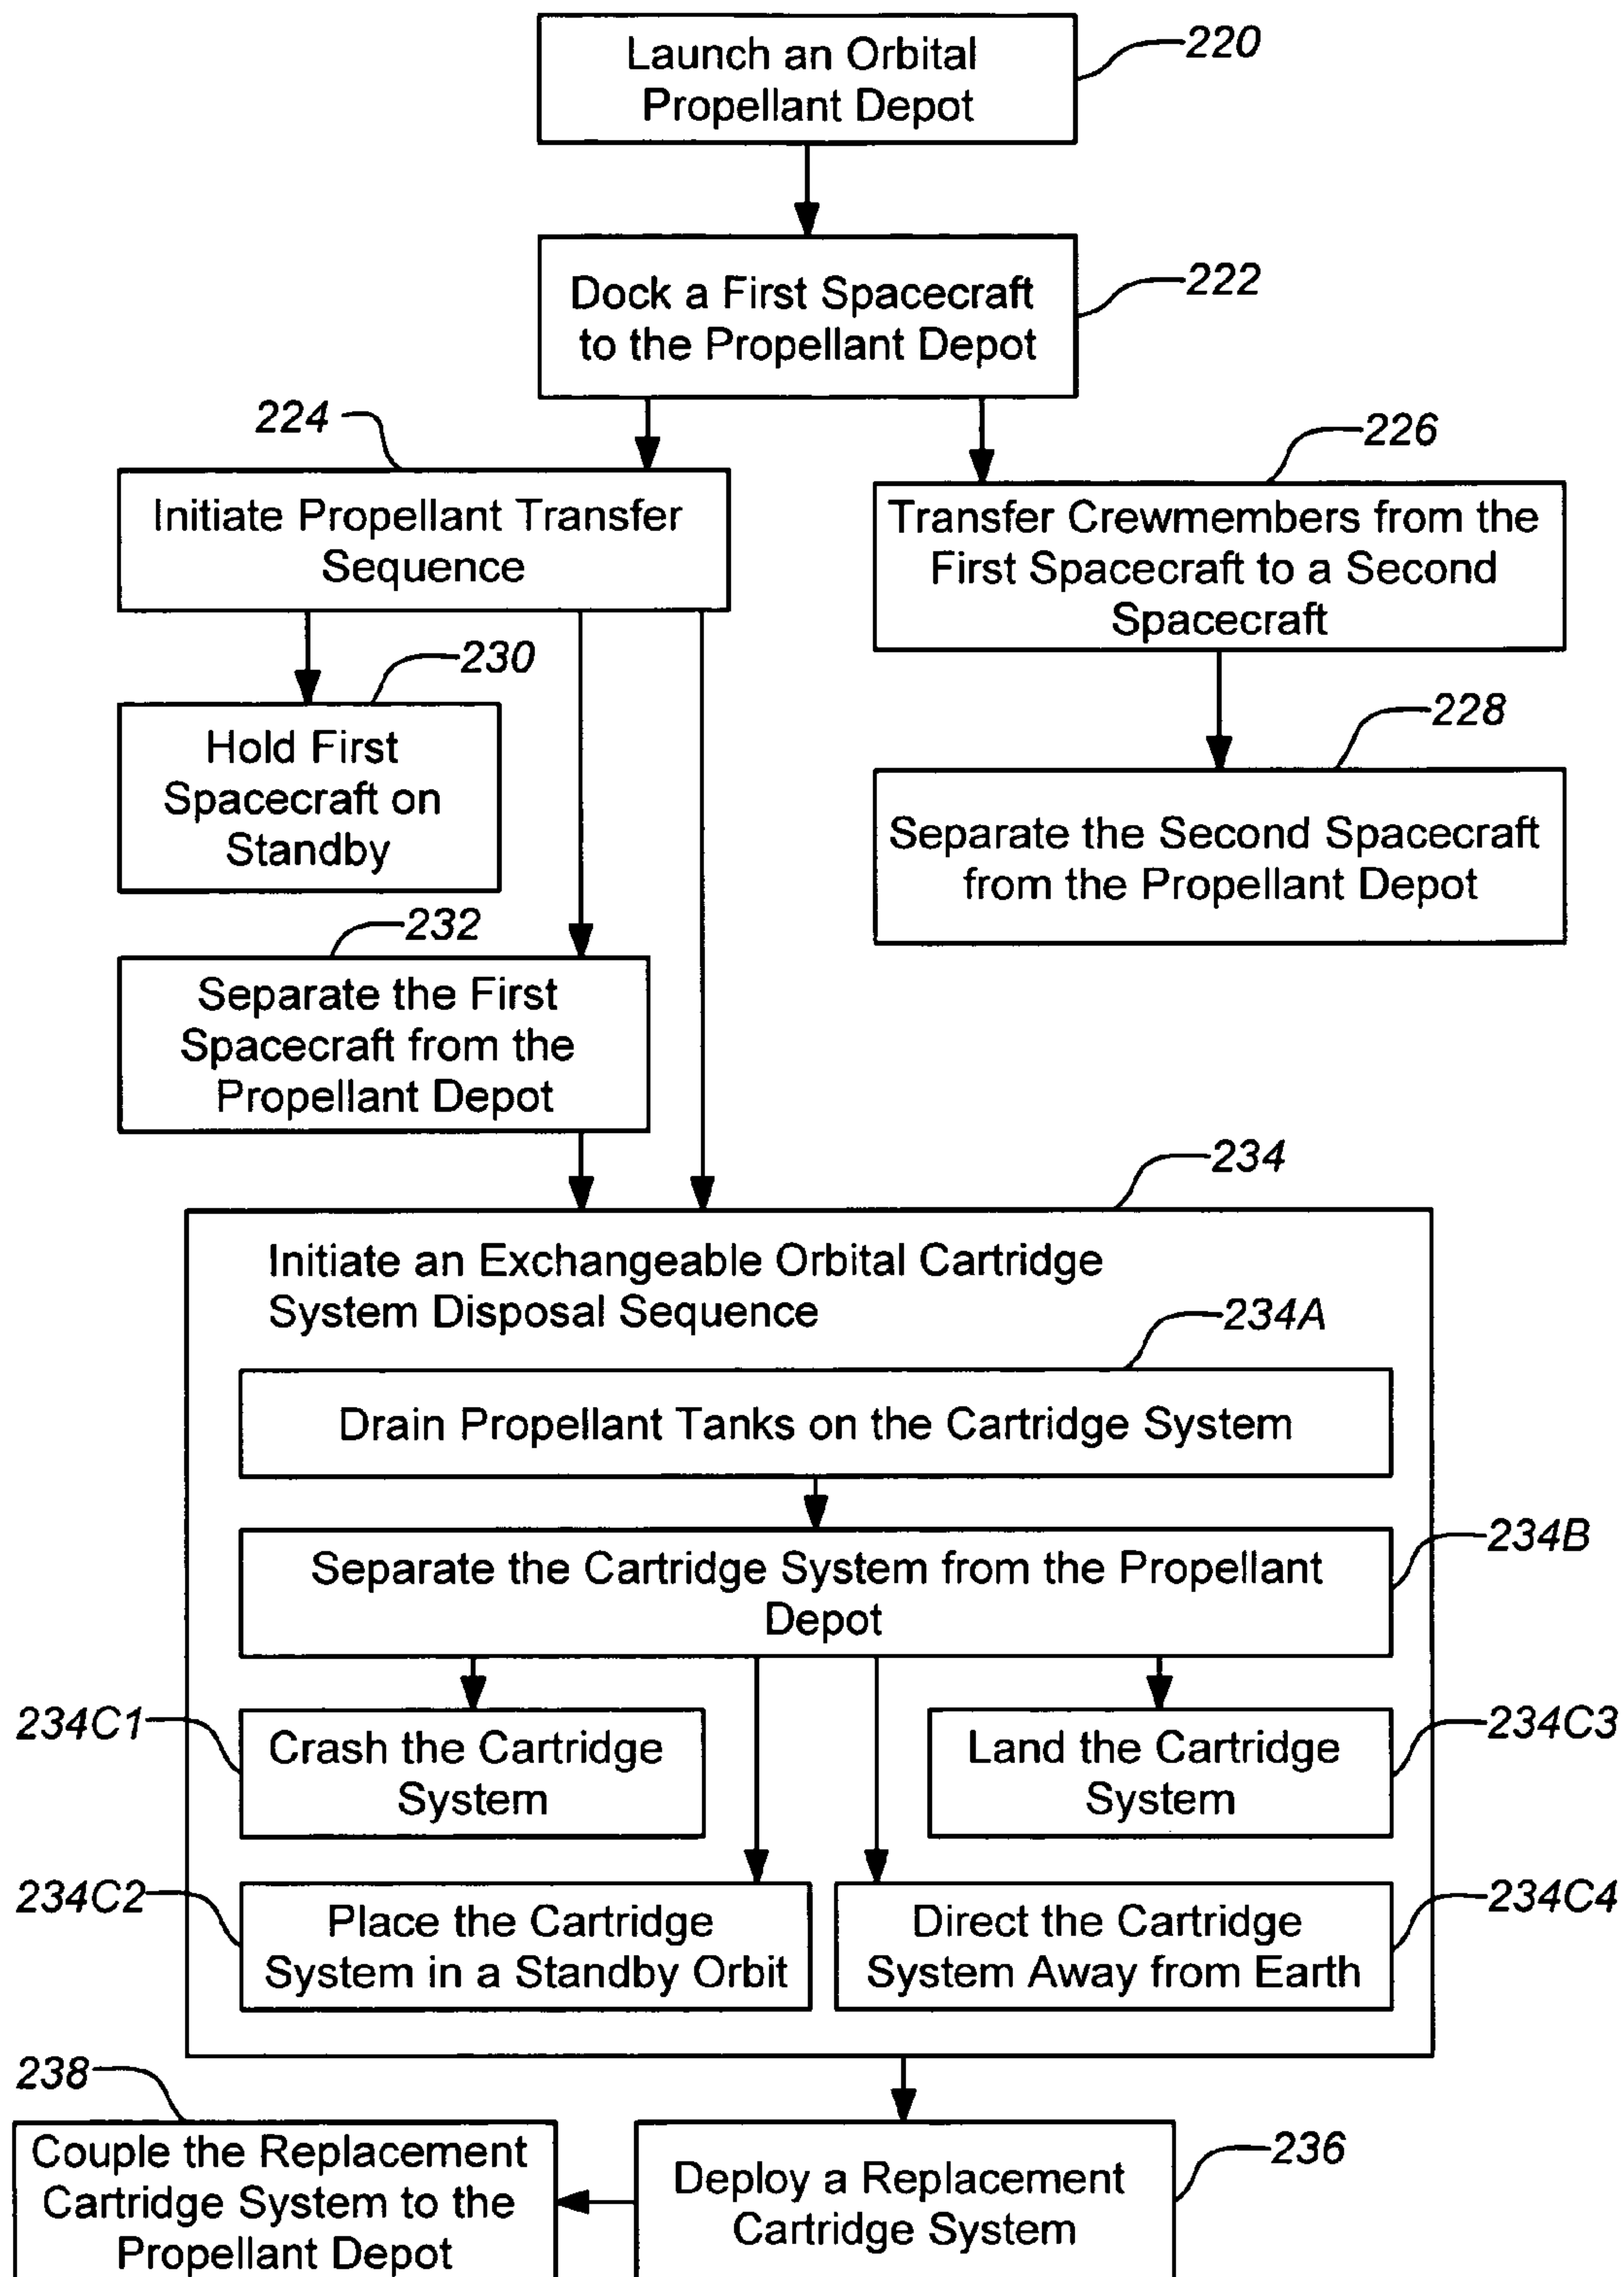 Launch an Orbital
Propellant Depot
220
Dock a First Spacecraft
to the Propellant Depot
222
224
Initiate Propellant Transfer
Sequence
226
Transfer Crewmembers from the
First Spacecraft to a Second
Spacecraft
230
Hold First
Spacecraft on
Standby
228
Separate the Second Spacecraft
from the Propellant Depot
232
Separate the First
Spacecraft from the
Propellant Depot
234
Initiate an Exchangeable Orbital Cartridge
System Disposal Sequence
234A
Drain Propellant Tanks on the Cartridge System
234B
Separate the Cartridge System from the Propellant
Depot
234C1
Crash the Cartridge
System
234C3
Land the Cartridge
System
234C2
Place the Cartridge
System in a Standby Orbit
234C4
Direct the Cartridge
System Away from Earth
238
Couple the Replacement
Cartridge System to the
Propellant Depot
236
Deploy a Replacement
Cartridge System